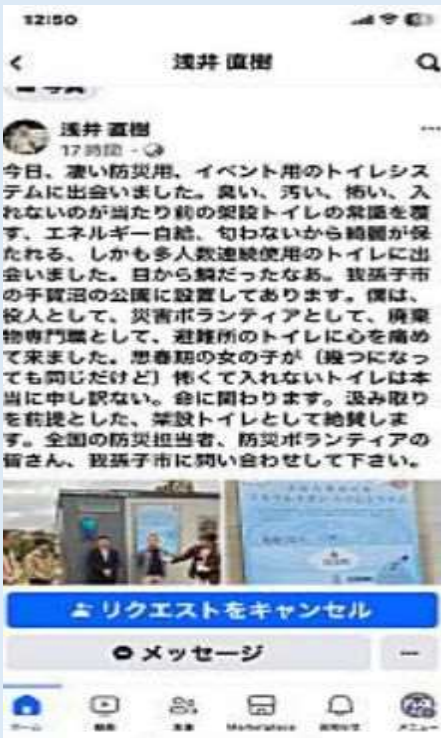 12:50
浅井 直樹
浅井 直樹
17 時間
今日、凄い防災用、イベント用のトイレシス
テムに出会いました。臭い、汚い、怖い、入
れないのが当たり前の架設トイレの常識を覆
す、エネルギー自給、匂わないから綺麗が保
たれる、しかも多人数連続使用のトイレに出
会いました。目から鱗だったなあ。我孫子市
の手賀沼の公園に設置してあります。僕は、
役人として、災害ボランティアとして、廃棄
物専門職として、避難所のトイレに心を痛め
て来ました。思春期の女の子が（幾つになっ
ても同じだけど）怖くて入れないトイレは本
当に申し訳ない。命に関わります。汲み取り
を前提とした、架設トイレとして絶賛しま
す。全国の防災担当者、防災ボランティアの
皆さん、我孫子市に問い合わせして下さい。
リクエストをキャンセル
メッセージ
ホーム
Marketplace
メニュー